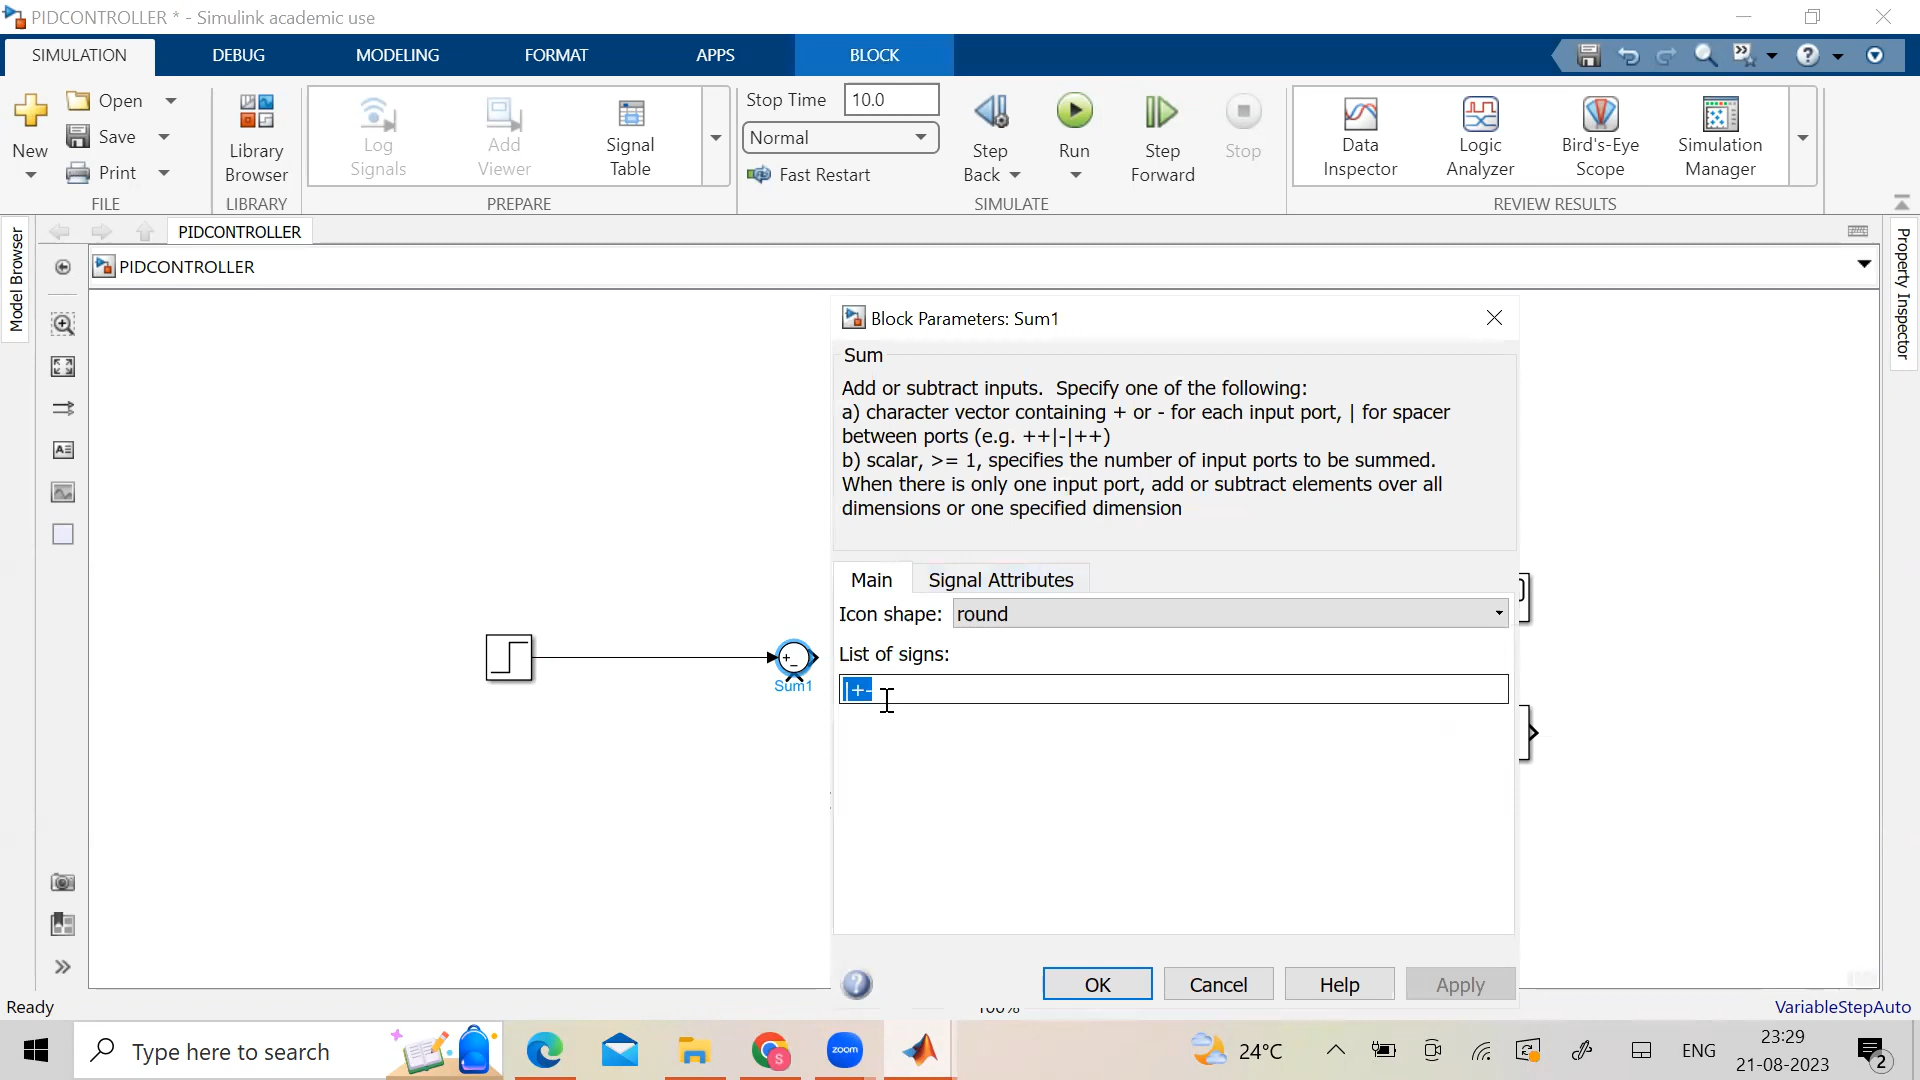 PIDCONTROLLER * - Simulink academic use
SIMULATION DEBUG MODELING FORMAT APPS BLOCK
New
Open
Save
Print
FILE
Library
Browser
LIBRARY
Log
Signals
Add
Viewer
Signal
Table
PREPARE
Stop Time 10.0
Normal
Fast Restart
Step
Back
Run
Step
Forward
Stop
SIMULATE
Data
Inspector
Logic
Analyzer
Bird's-Eye
Scope
Simulation
Manager
REVIEW RESULTS
Model Browser
PIDCONTROLLER
PIDCONTROLLER
Property Inspector
Block Parameters: Sum1
Sum
Add or subtract inputs. Specify one of the following:
a) character vector containing + or - for each input port, | for spacer
between ports (e.g. ++|-|++)
b) scalar, >= 1, specifies the number of input ports to be summed.
When there is only one input port, add or subtract elements over all
dimensions or one specified dimension
Main Signal Attributes
Icon shape: round
List of signs:
|+-
Sum1
OK Cancel Help Apply
Ready
100%
VariableStepAuto
Type here to search
zoom
24°C
ENG
23:29
21-08-2023
2